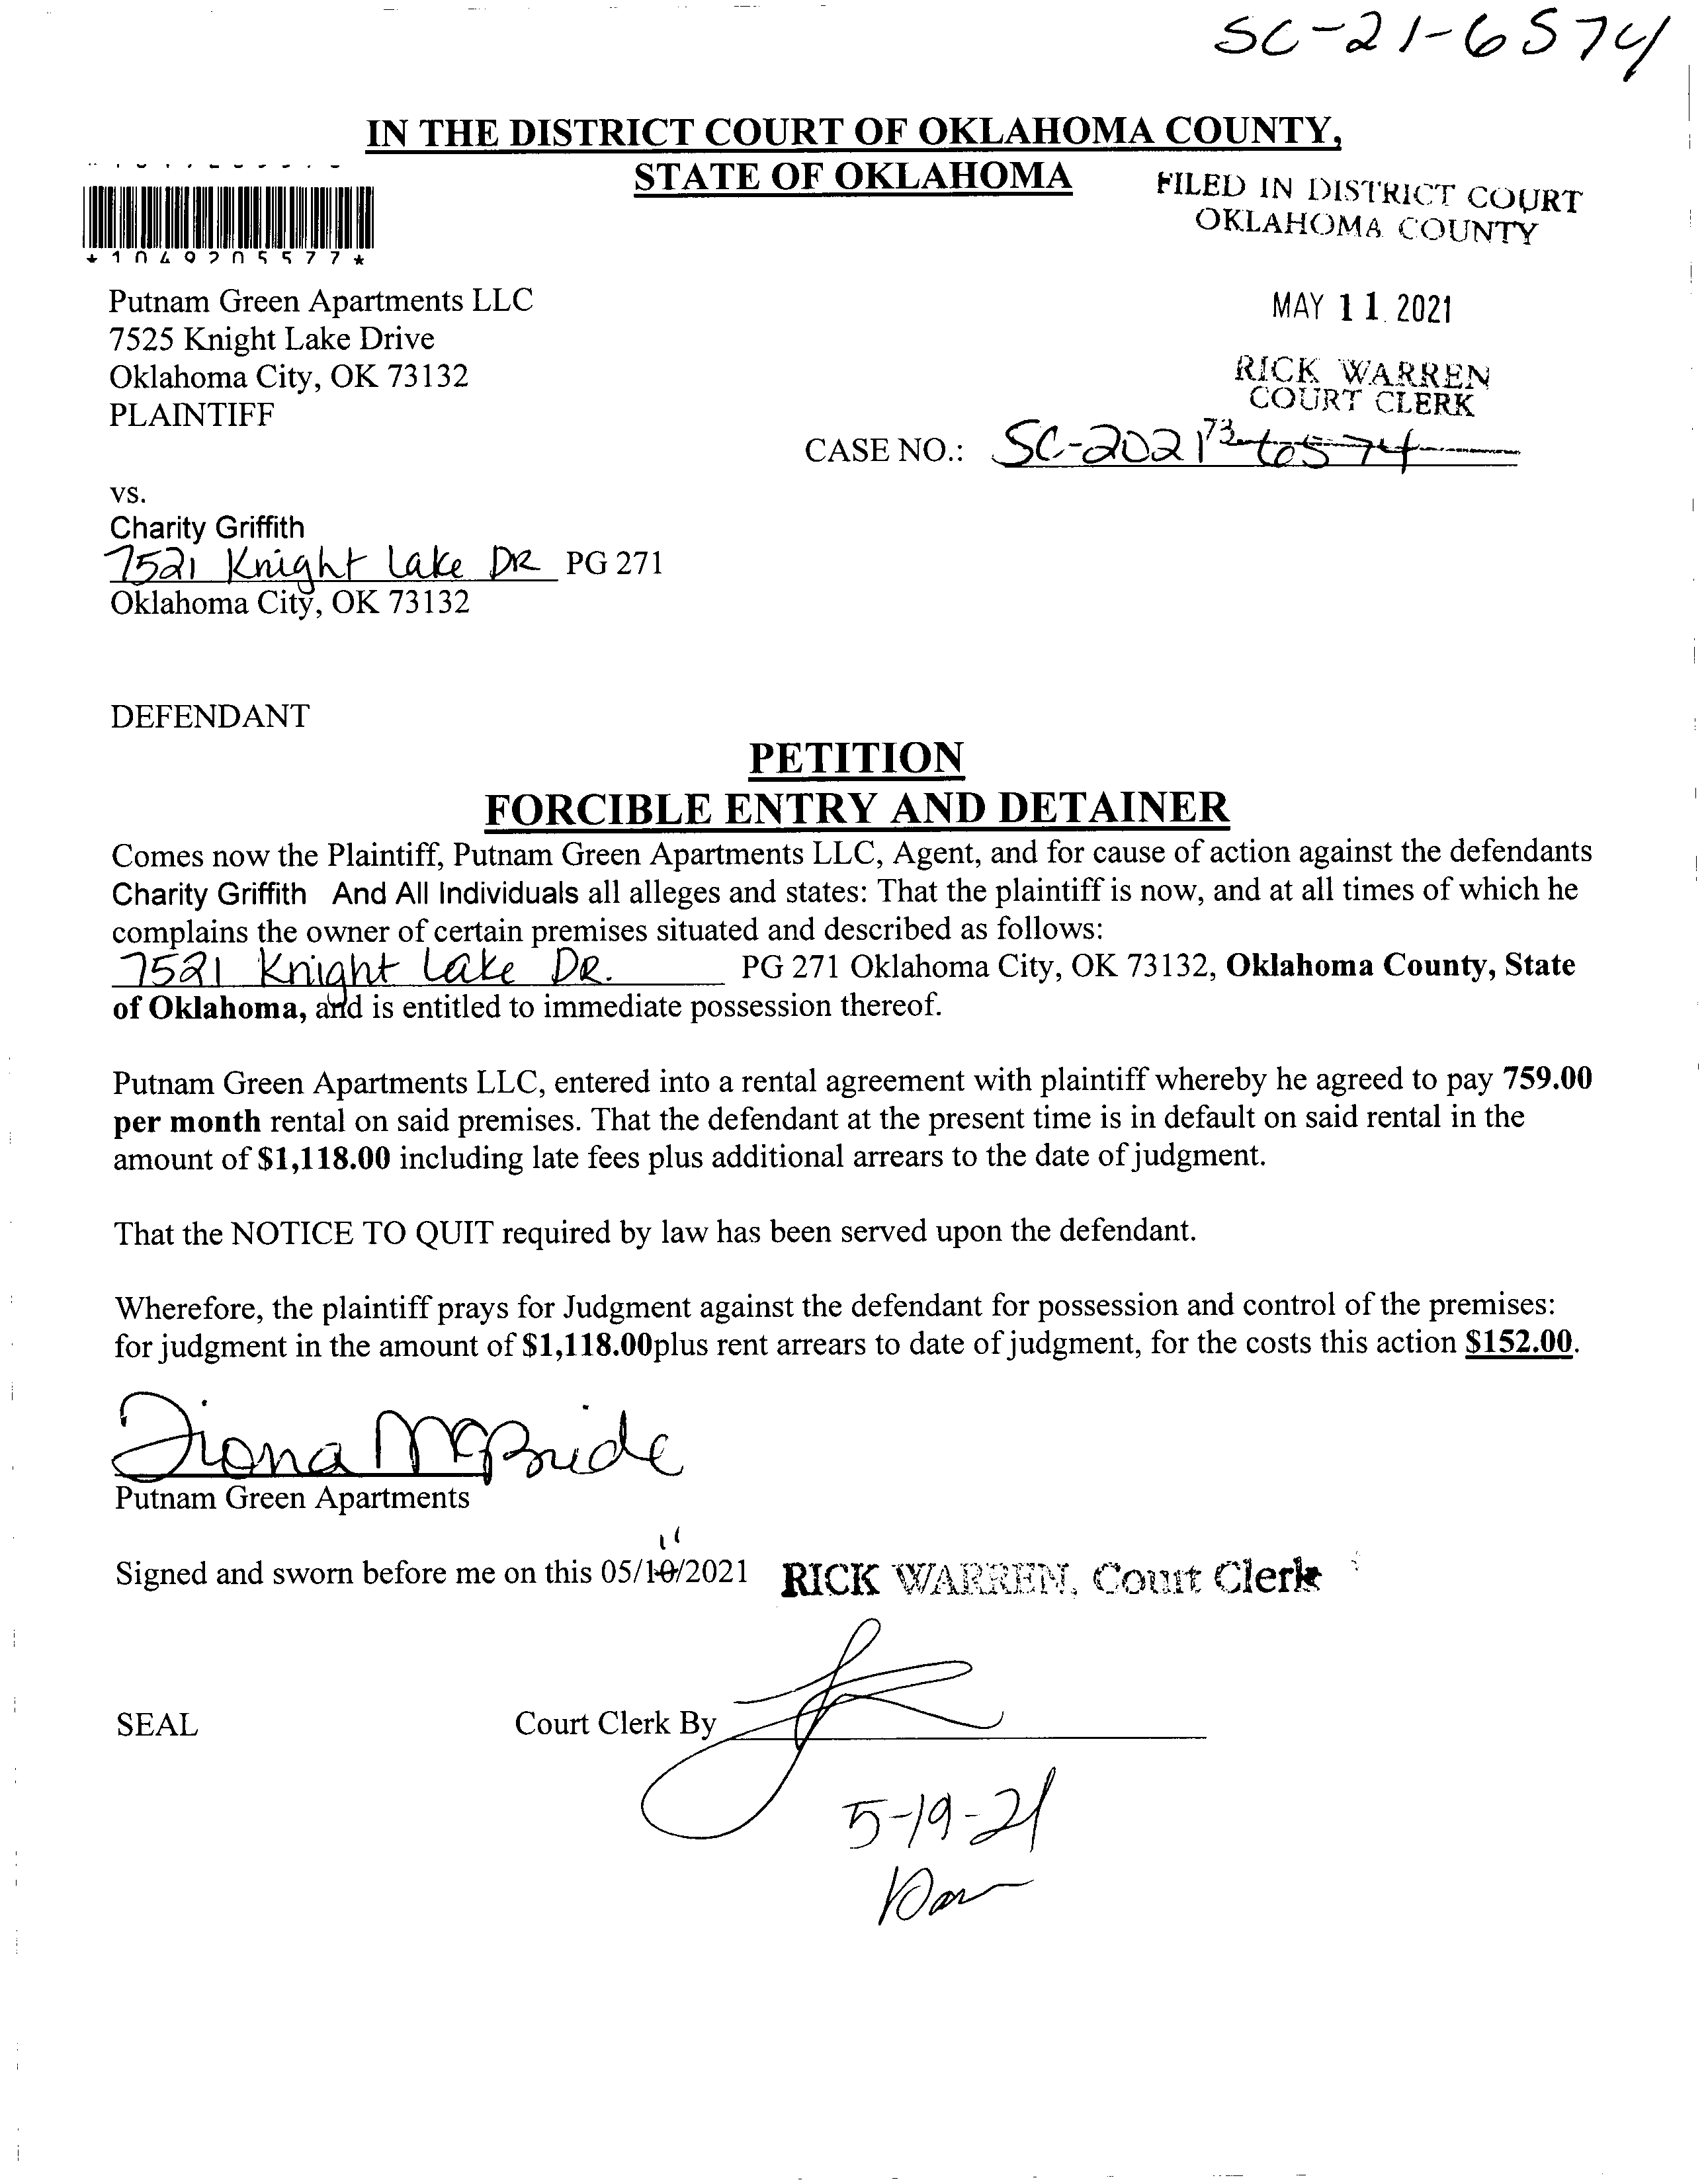 SC-21-6574
IN THE DISTRICT COURT OF OKLAHOMA COUNTY,
STATE OF OKLAHOMA
FILED IN DISTRICT COURT
OKLAHOMA COUNTY
*1049205577*
MAY 11 2021
RICK WARREN
COURT CLERK
73
Putnam Green Apartments LLC
7525 Knight Lake Drive
Oklahoma City, OK 73132
PLAINTIFF
CASE NO.: SC-2021-6574
vs.
Charity Griffith
7521 Knight Lake DR PG 271
Oklahoma City, OK 73132
DEFENDANT
PETITION
FORCIBLE ENTRY AND DETAINER
Comes now the Plaintiff, Putnam Green Apartments LLC, Agent, and for cause of action against the defendants
Charity Griffith And All Individuals all alleges and states: That the plaintiff is now, and at all times of which he
complains the owner of certain premises situated and described as follows:
7521 Knight Lake DR. PG 271 Oklahoma City, OK 73132, Oklahoma County, State
of Oklahoma, and is entitled to immediate possession thereof.
Putnam Green Apartments LLC, entered into a rental agreement with plaintiff whereby he agreed to pay 759.00
per month rental on said premises. That the defendant at the present time is in default on said rental in the
amount of $1,118.00 including late fees plus additional arrears to the date of judgment.
That the NOTICE TO QUIT required by law has been served upon the defendant.
Wherefore, the plaintiff prays for Judgment against the defendant for possession and control of the premises:
for judgment in the amount of $1,118.00plus rent arrears to date of judgment, for the costs this action $152.00.
Fiona McBride
Putnam Green Apartments
11
Signed and sworn before me on this 05/10/2021 RICK WARREN, Court Clerk
SEAL Court Clerk By
5-19-21